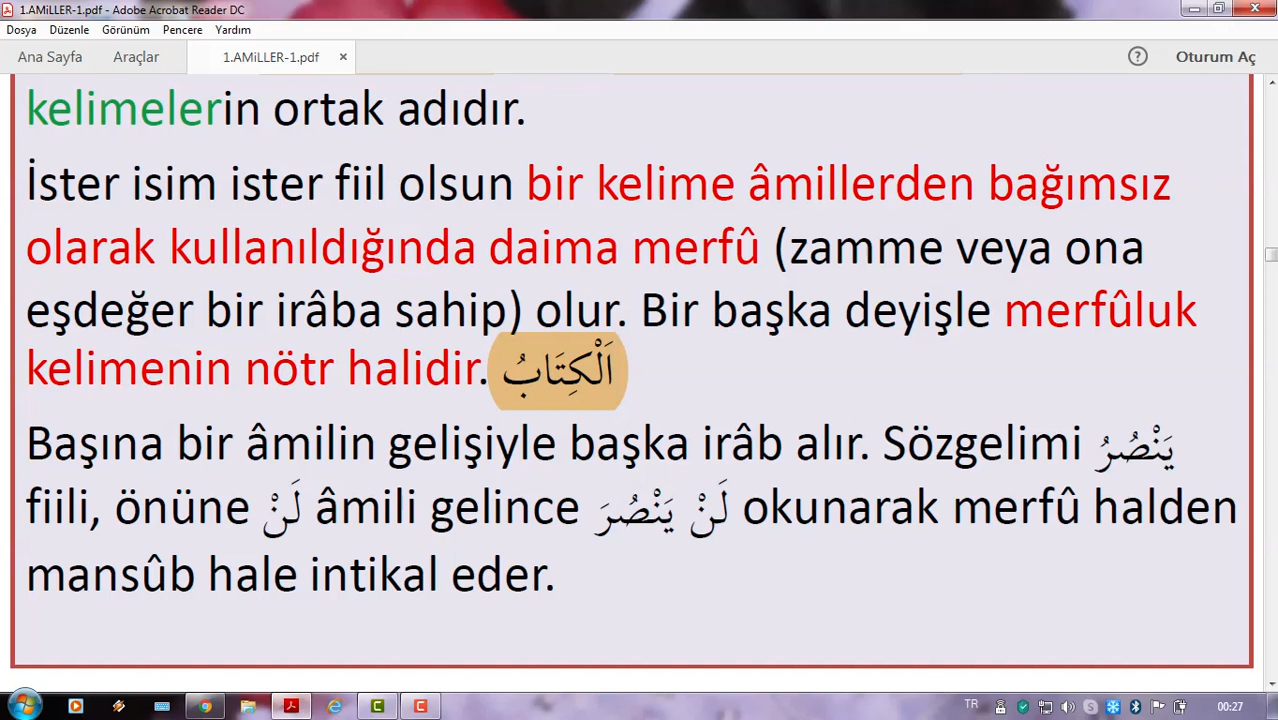 1.AMiLLER-1.pdf - Adobe Acrobat Reader DC
Dosya Düzenle Görünüm Pencere Yardım
Ana Sayfa Araçlar 1.AMiLLER-1.pdf × ? Oturum Aç
kelimelerin ortak adıdır.
İster isim ister fiil olsun bir kelime âmillerden bağımsız
olarak kullanıldığında daima merfû (zamme veya ona
eşdeğer bir irâba sahip) olur. Bir başka deyişle merfûluk
kelimenin nötr halidir. اَلْكِتَابُ
Başına bir âmilin gelişiyle başka irâb alır. Sözgelimi يَنْصُرُ
fiili, önüne لَنْ âmili gelince لَنْ يَنْصُرَ okunarak merfû halden
mansûb hale intikal eder.
TR 00:27